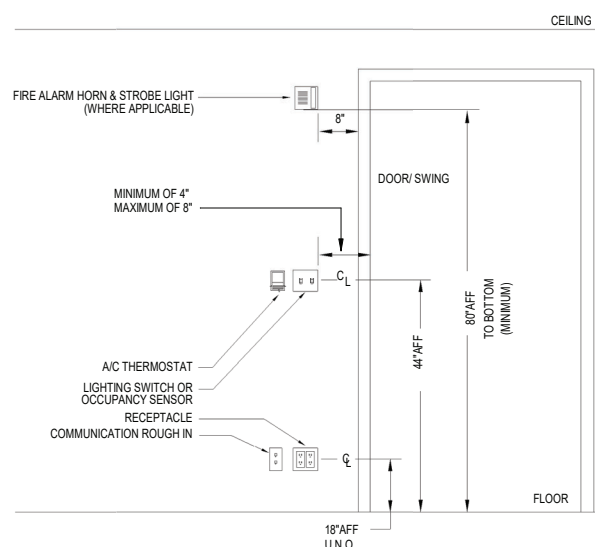 CEILING
FIRE ALARM HORN & STROBE LIGHT
(WHERE APPLICABLE)
8"
DOOR/ SWING
MINIMUM OF 4"
MAXIMUM OF 8"
CL
80"AFF
TO BOTTOM
(MINIMUM)
44"AFF
A/C THERMOSTAT
LIGHTING SWITCH OR
OCCUPANCY SENSOR
RECEPTACLE
COMMUNICATION ROUGH IN
CL
FLOOR
18"AFF
U.N.O.